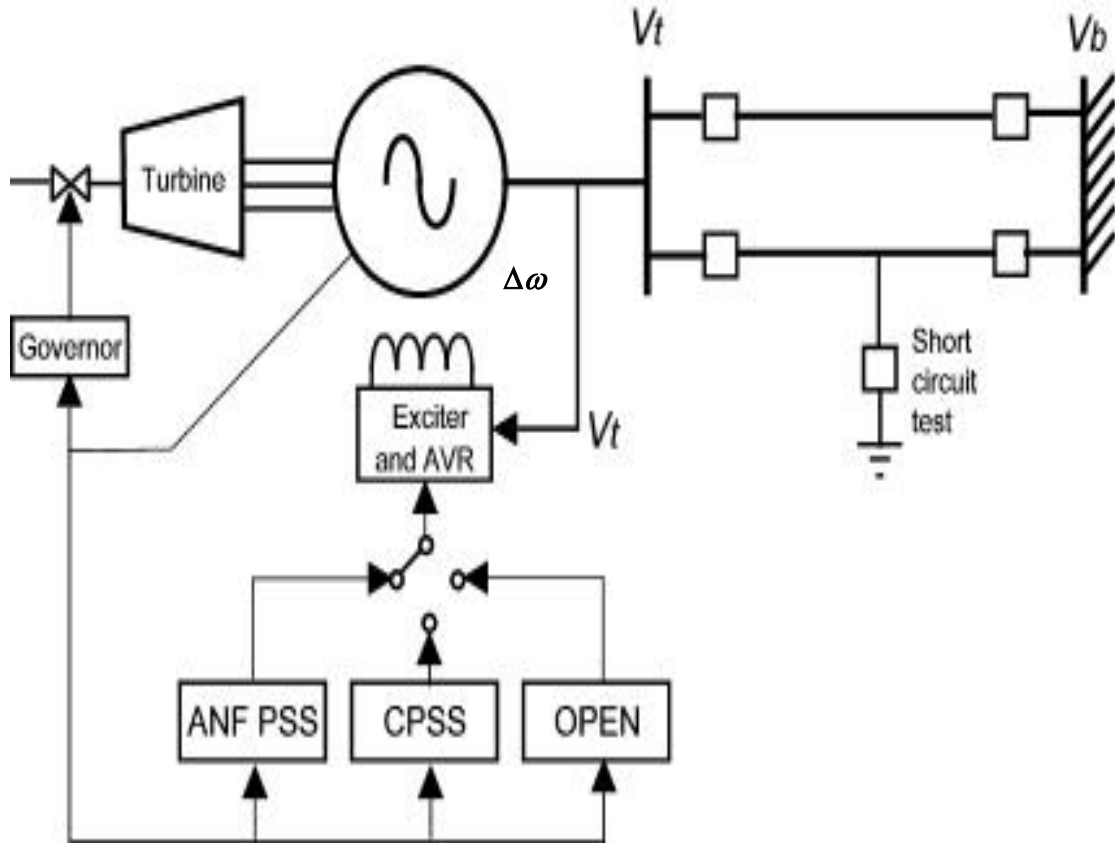 Vt
Vb
Turbine
Δω
Governor
Short
circuit
test
Exciter
and AVR
Vt
ANF PSS
CPSS
OPEN